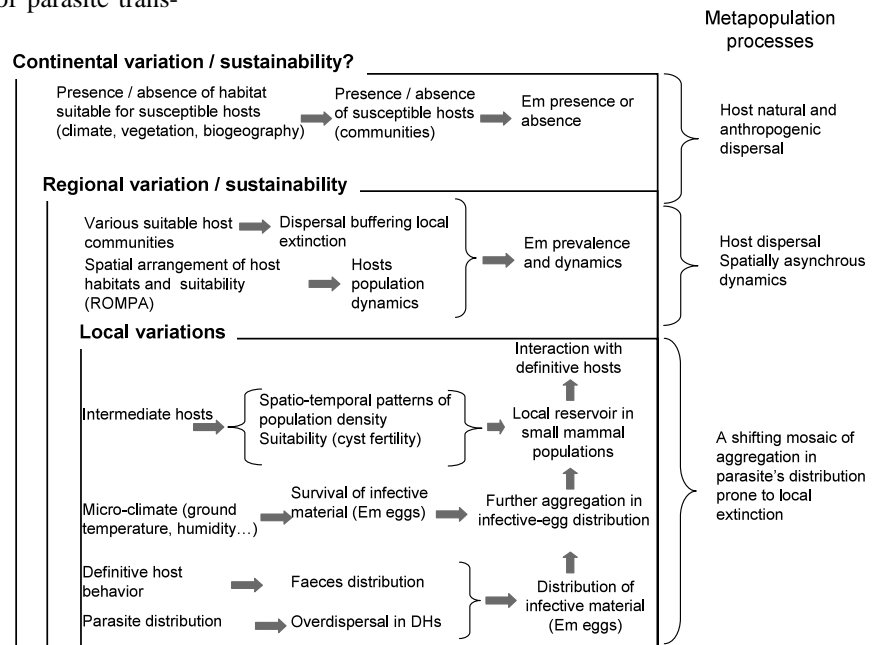 or parasite trans-
Metapopulation
processes
Continental variation / sustainability?
Presence / absence of habitat
suitable for susceptible hosts
(climate, vegetation, biogeography)
Presence / absence
of susceptible hosts
(communities)
Em presence or
absence
Host natural and
anthropogenic
dispersal
Regional variation / sustainability
Various suitable host
communities
Dispersal buffering local
extinction
Spatial arrangement of host
habitats and suitability
(ROMPA)
Hosts
population
dynamics
Em prevalence
and dynamics
Host dispersal
Spatially asynchrous
dynamics
Local variations
Interaction with
definitive hosts
Intermediate hosts
Spatio-temporal patterns of
population density
Suitability (cyst fertility)
Local reservoir in
small mammal
populations
A shifting mosaic of
aggregation in
parasite's distribution
prone to local
extinction
Micro-climate (ground
temperature, humidity...)
Survival of infective
material (Em eggs)
Further aggregation in
infective-egg distribution
Definitive host
behavior
Faeces distribution
Parasite distribution
Overdispersal in DHs
Distribution of
infective material
(Em eggs)